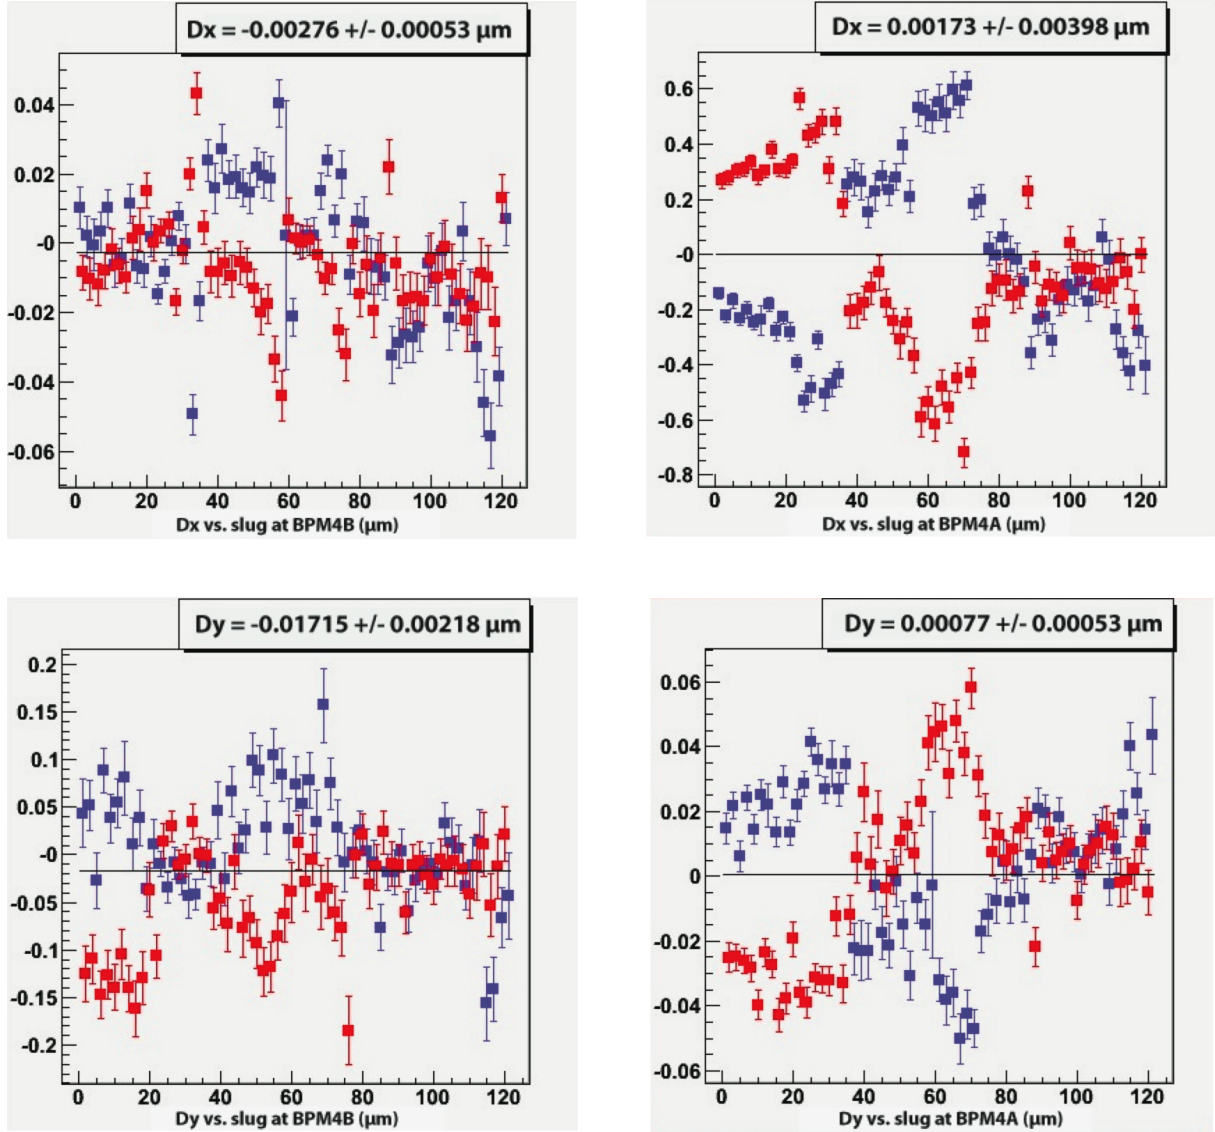 Dx = -0.00276 +/- 0.00053 μm
0.04
0.02
-0
-0.02
-0.04
-0.06
0 20 40 60 80 100 120
Dx vs. slug at BPM4B (μm)
Dx = 0.00173 +/- 0.00398 μm
0.6
0.4
0.2
-0
-0.2
-0.4
-0.6
-0.8
0 20 40 60 80 100 120
Dx vs. slug at BPM4A (μm)
Dy = -0.01715 +/- 0.00218 μm
0.2
0.15
0.1
0.05
-0
-0.05
-0.1
-0.15
-0.2
0 20 40 60 80 100 120
Dy vs. slug at BPM4B (μm)
Dy = 0.00077 +/- 0.00053 μm
0.06
0.04
0.02
0
-0.02
-0.04
-0.06
0 20 40 60 80 100 120
Dy vs. slug at BPM4A (μm)